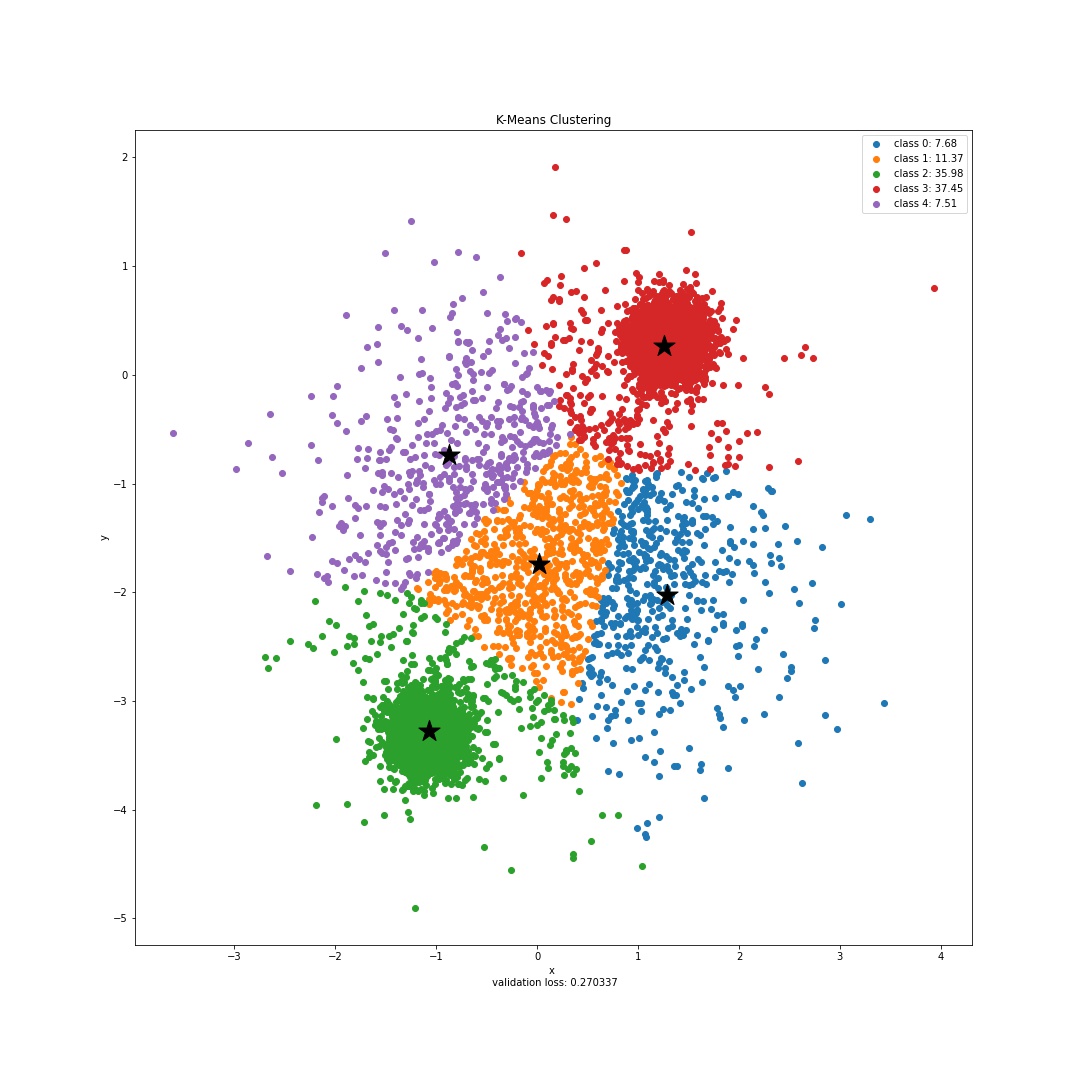 K-Means Clustering
class 0: 7.68
class 1: 11.37
class 2: 35.98
class 3: 37.45
class 4: 7.51
2
1
0
−1
−2
−3
−4
−5
y
−3 −2 −1 0 1 2 3 4
x
validation loss: 0.270337